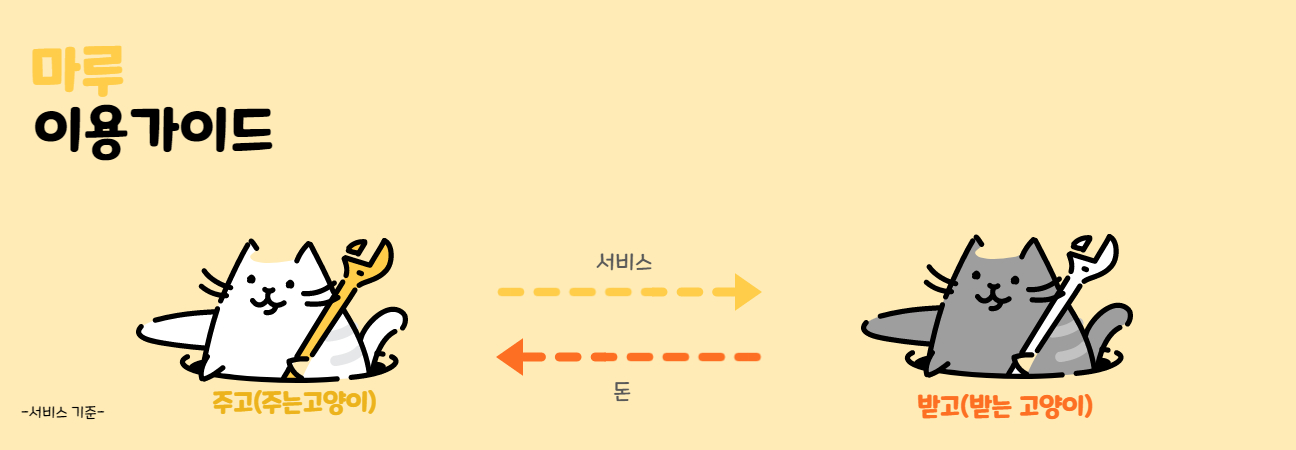 마루
이용가이드
서비스
돈
주고(주는고양이)
받고(받는 고양이)
-서비스 기준-